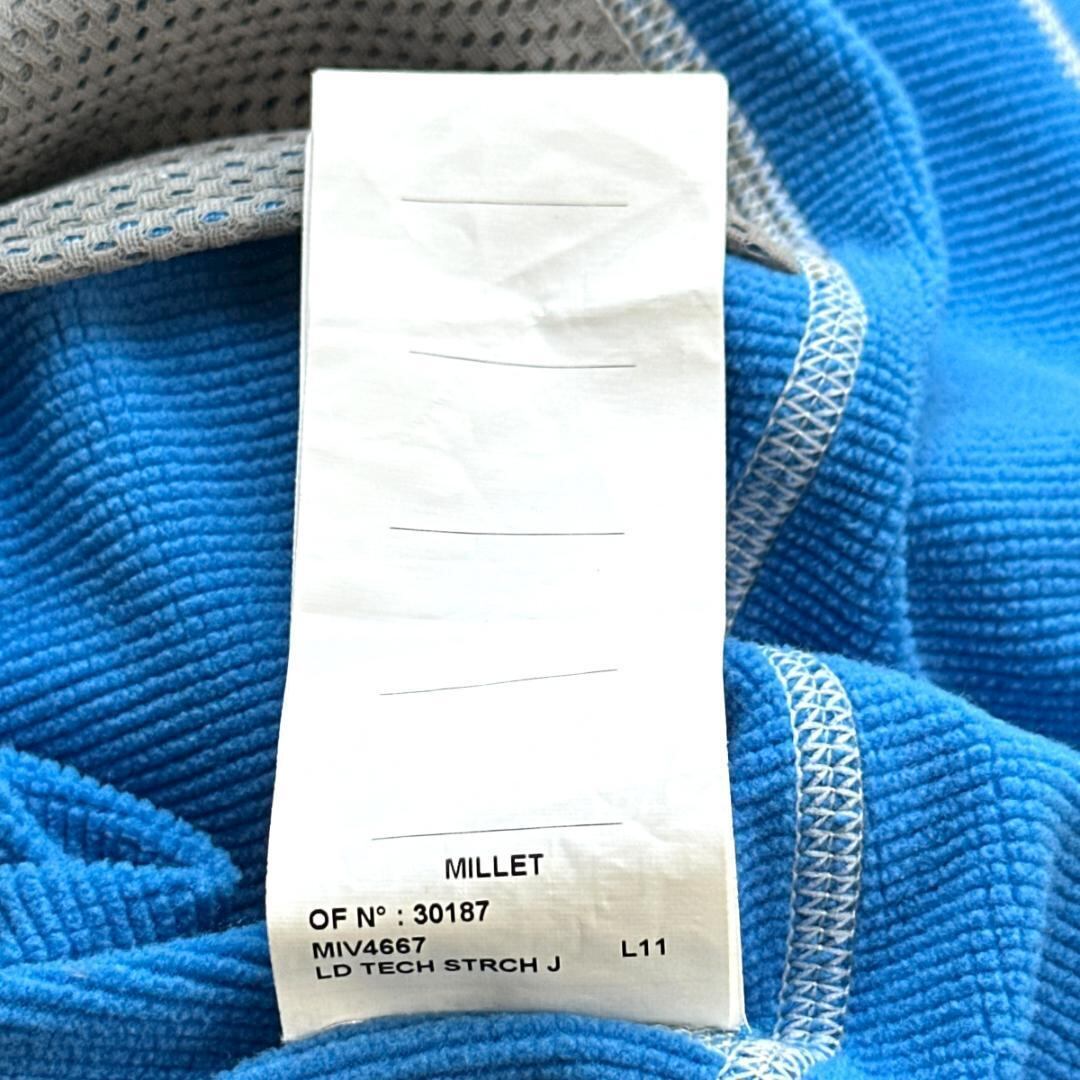 MILLET
OF N° : 30187
MIV4667 L11
LD TECH STRCH J